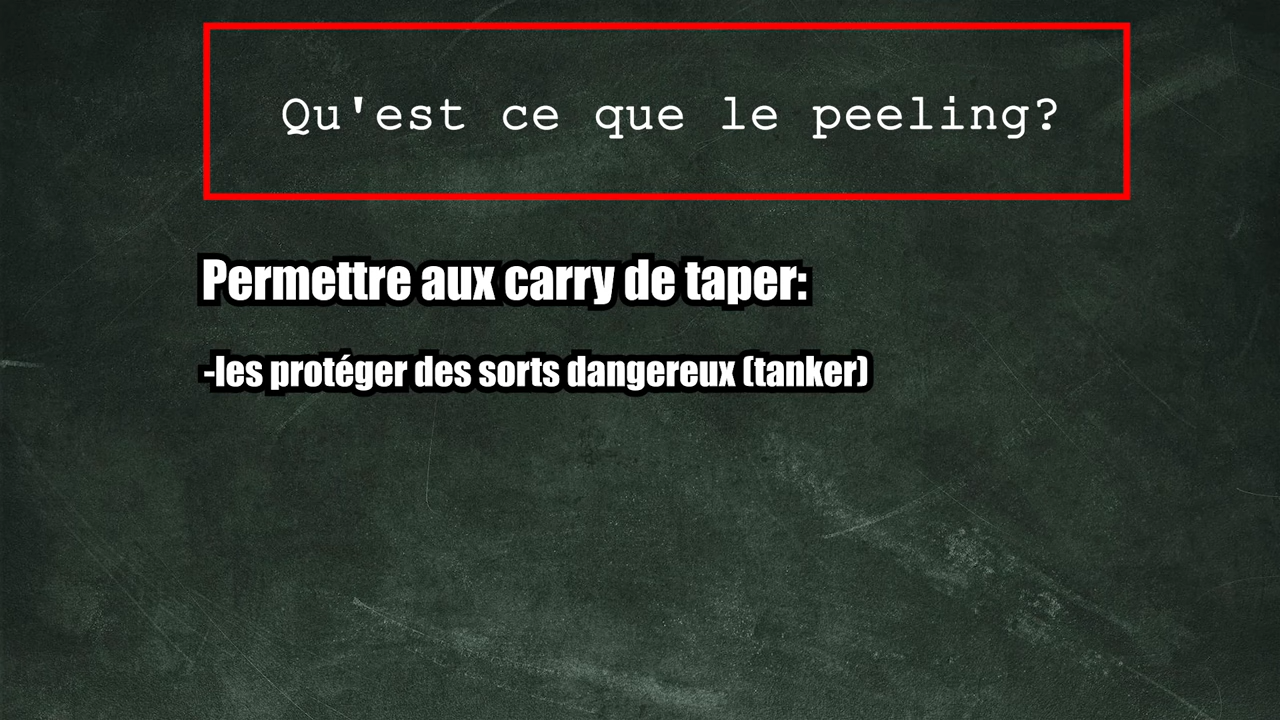 Qu'est ce que le peeling?
Permettre aux carry de taper:
-les protéger des sorts dangereux (tanker)